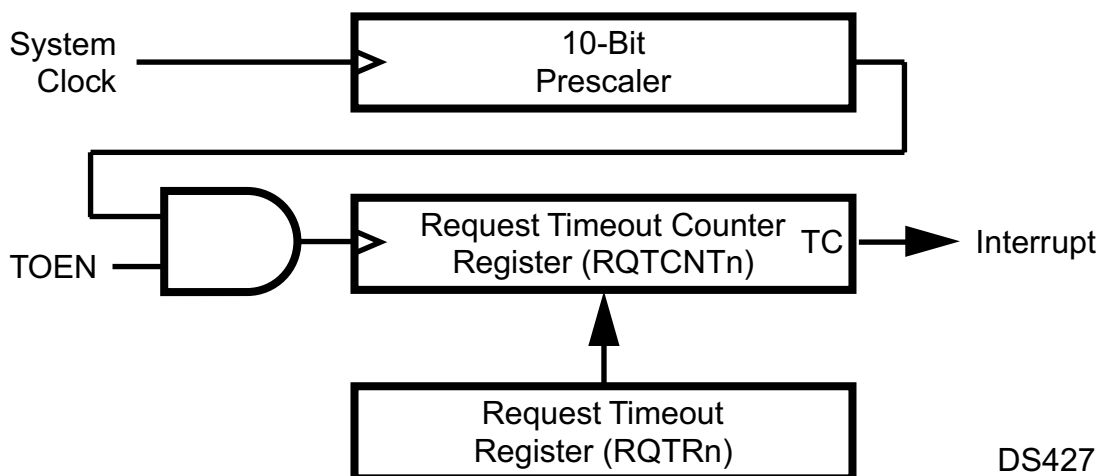 System
Clock
10-Bit
Prescaler
TOEN
Request Timeout Counter
Register (RQTCNTn)
TC
Interrupt
Request Timeout
Register (RQTRn)
DS427